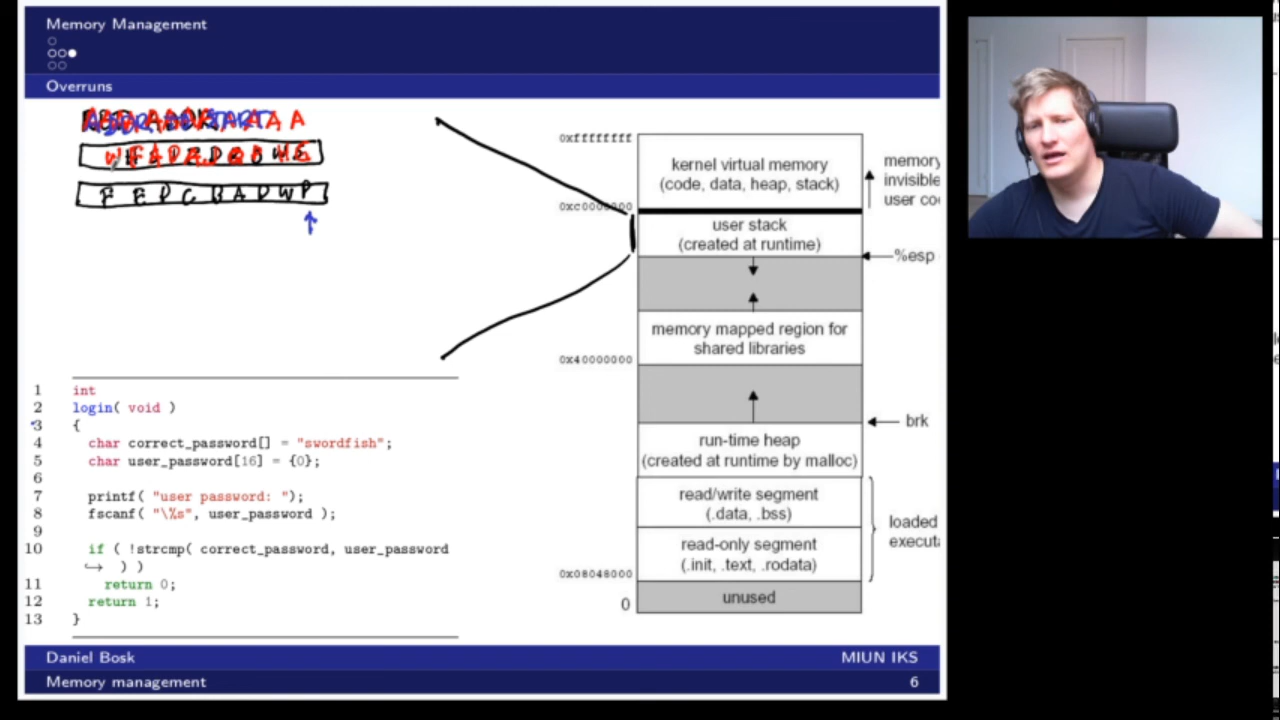 Memory Management
Overruns
0xffffffff
kernel virtual memory
(code, data, heap, stack)
memory
invisible
user co
0xc0000000
user stack
(created at runtime)
%esp
memory mapped region for
shared libraries
0x40000000
brk
run-time heap
(created at runtime by malloc)
read/write segment
(.data, .bss)
loaded
read-only segment
(.init, .text, .rodata)
0x08048000
unused
0
1 int
2 login( void )
3 {
4 char correct_password[] = "swordfish";
5 char user_password[16] = {0};
6
7 printf( "user password: ");
8 fscanf( "\%s", user_password );
9
10 if ( !strcmp( correct_password, user_password
↪ ) )
11 return 0;
12 return 1;
13 }
Daniel Bosk MIUN IKS
Memory management 6